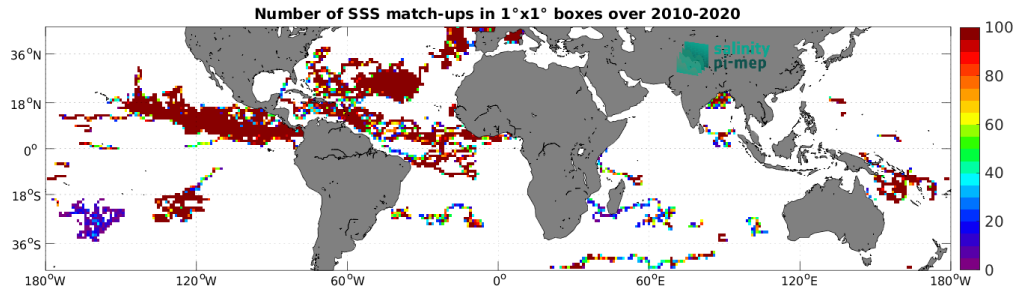 Number of SSS match-ups in 1°x1° boxes over 2010-2020
36°N
18°N
0°
18°S
36°S
180°W
120°W
60°W
0°
60°E
120°E
180°W
100
80
60
40
20
0
salinity
pi-mep